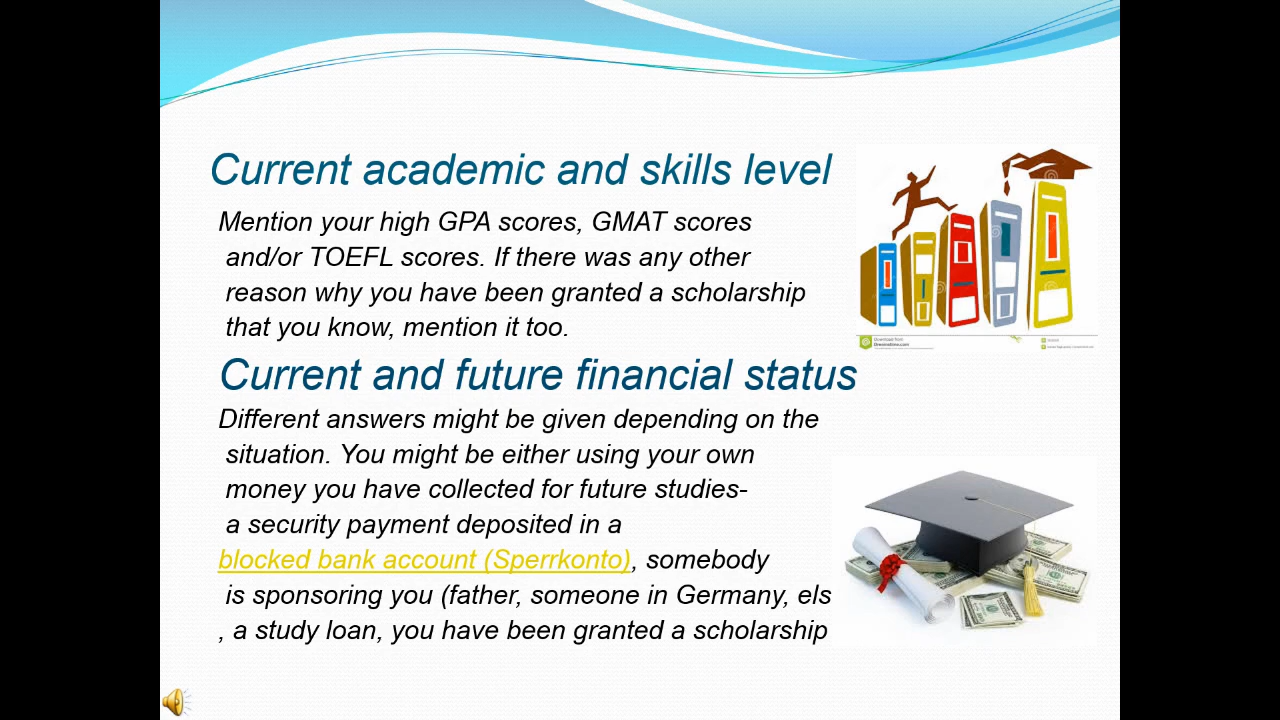 Current academic and skills level
Mention your high GPA scores, GMAT scores
and/or TOEFL scores. If there was any other
reason why you have been granted a scholarship
that you know, mention it too.
Current and future financial status
Different answers might be given depending on the
situation. You might be either using your own
money you have collected for future studies-
a security payment deposited in a
blocked bank account (Sperrkonto), somebody
is sponsoring you (father, someone in Germany, els
, a study loan, you have been granted a scholarship
Download from
Dreamstime.com